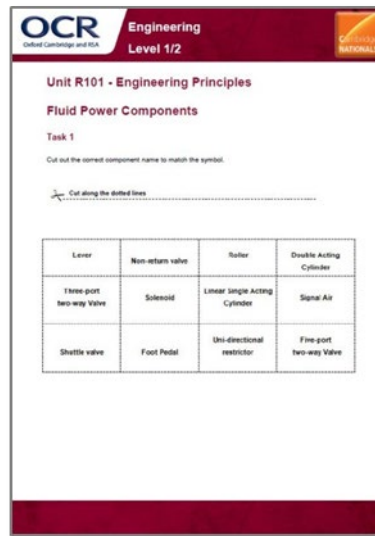 OCR
Oxford Cambridge and RSA
Engineering
Level 1/2
Cambridge
NATIONALS
Unit R101 - Engineering Principles
Fluid Power Components
Task 1
Cut out the correct component name to match the symbol.
Cut along the dotted lines
Lever
Non-return valve
Roller
Double Acting
Cylinder
Three-port
two-way Valve
Solenoid
Linear Single Acting
Cylinder
Signal Air
Shuttle valve
Foot Pedal
Uni-directional
restrictor
Five-port
two-way Valve